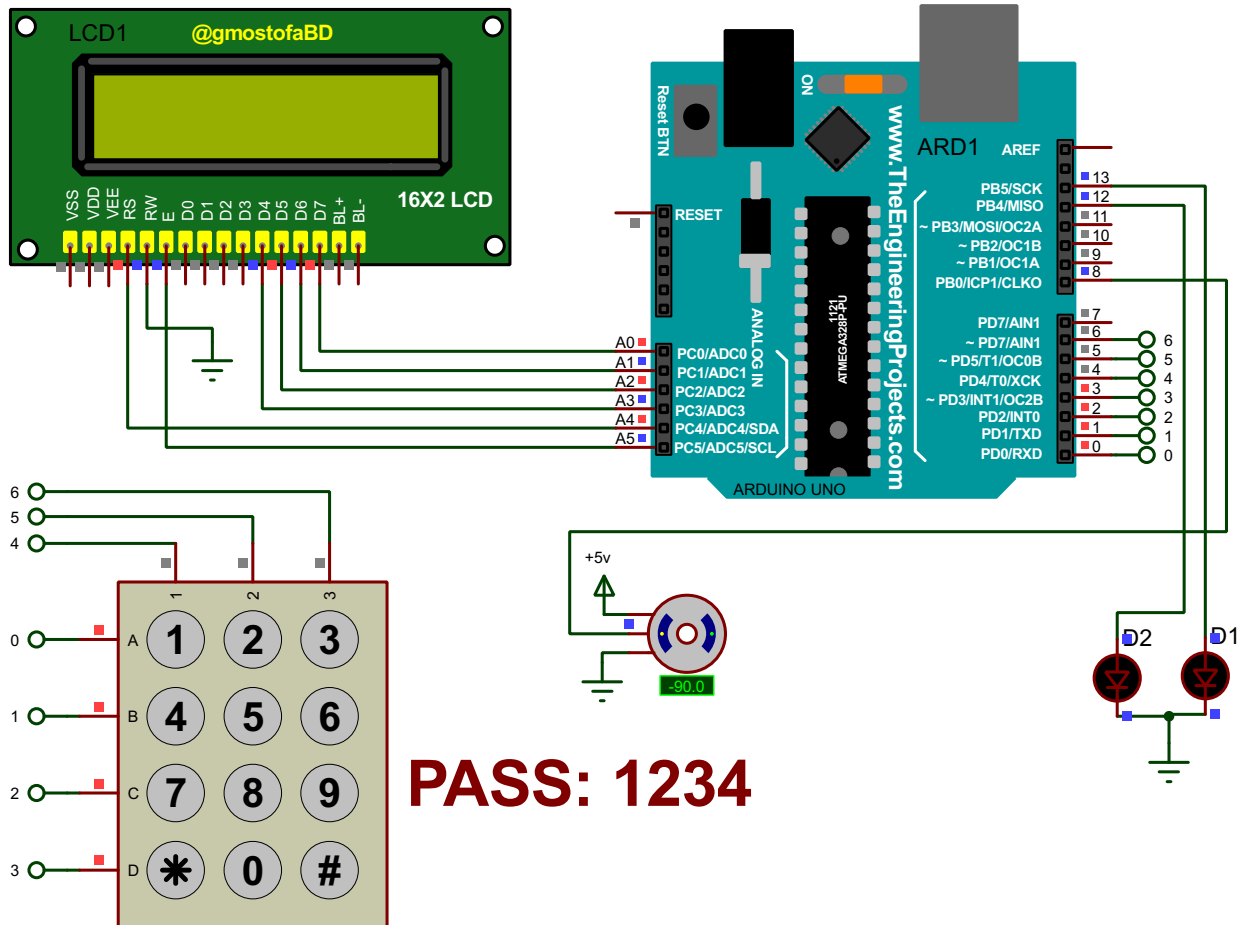 LCD1
@gmostofaBD
16X2 LCD
VSS
VDD
VEE
RS
RW
E
D0
D1
D2
D3
D4
D5
D6
D7
BL+
BL-
ON
Reset BTN
ARD1
www.TheEngineeringProjects.com
RESET
ANALOG IN
1121
ATMEGA328P-PU
ARDUINO UNO
AREF
PB5/SCK 13
PB4/MISO 12
~ PB3/MOSI/OC2A 11
~ PB2/OC1B 10
~ PB1/OC1A 9
PB0/ICP1/CLKO 8
PD7/AIN1 7
~ PD7/AIN1 6 6
~ PD5/T1/OC0B 5 5
PD4/T0/XCK 4 4
~ PD3/INT1/OC2B 3 3
PD2/INT0 2 2
PD1/TXD 1 1
PD0/RXD 0 0
A0 PC0/ADC0
A1 PC1/ADC1
A2 PC2/ADC2
A3 PC3/ADC3
A4 PC4/ADC4/SDA
A5 PC5/ADC5/SCL
6
5
4
1 2 3
0 A 1 2 3
1 B 4 5 6
2 C 7 8 9
3 D * 0 #
+5v
-90.0
D2
D1
PASS: 1234